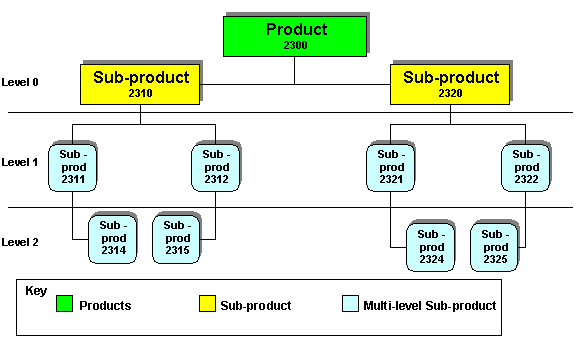 Product
2300
Level 0
Sub-product
2310
Sub-product
2320
Level 1
Sub -
prod
2311
Sub -
prod
2312
Sub -
prod
2321
Sub -
prod
2322
Level 2
Sub -
prod
2314
Sub -
prod
2315
Sub -
prod
2324
Sub -
prod
2325
Key
Products
Sub-product
Multi-level Sub-product